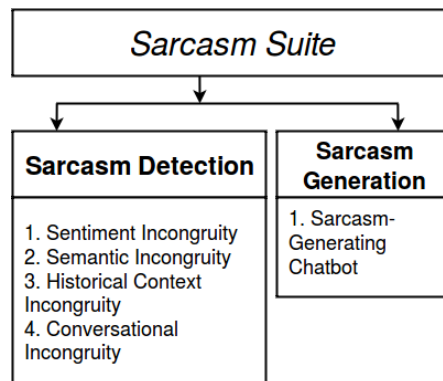 Sarcasm Suite
Sarcasm Detection
1. Sentiment Incongruity
2. Semantic Incongruity
3. Historical Context
Incongruity
4. Conversational
Incongruity
Sarcasm
Generation
1. Sarcasm-
Generating
Chatbot